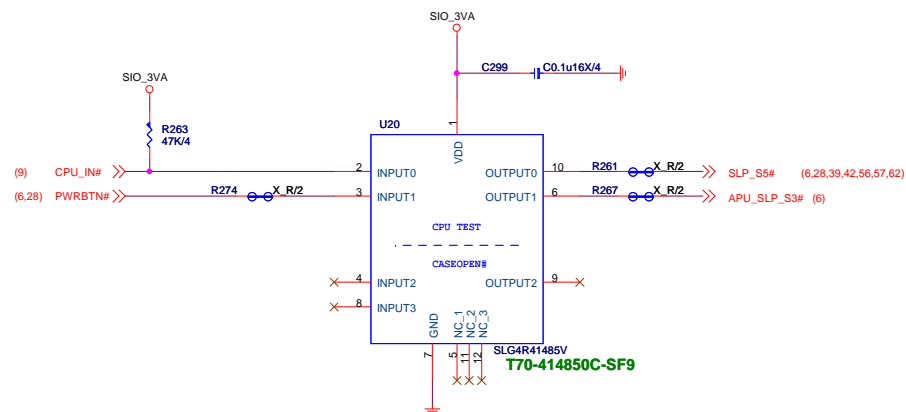 SIO_3VA
C299 C0.1u16X/4
SIO_3VA
R263
47K/4
U20
1
VDD
(9) CPU_IN# 2 INPUT0 OUTPUT0 10 R261 X_R/2 SLP_S5# (6,28,39,42,56,57,62)
(6,28) PWRBTN# R274 X_R/2 3 INPUT1 OUTPUT1 6 R267 X_R/2 APU_SLP_S3# (6)
CPU TEST
CASEOPEN#
4 INPUT2 OUTPUT2 9
8 INPUT3
GND NC_1 NC_2 NC_3
7 5 11 12
SLG4R41485V
T70-414850C-SF9